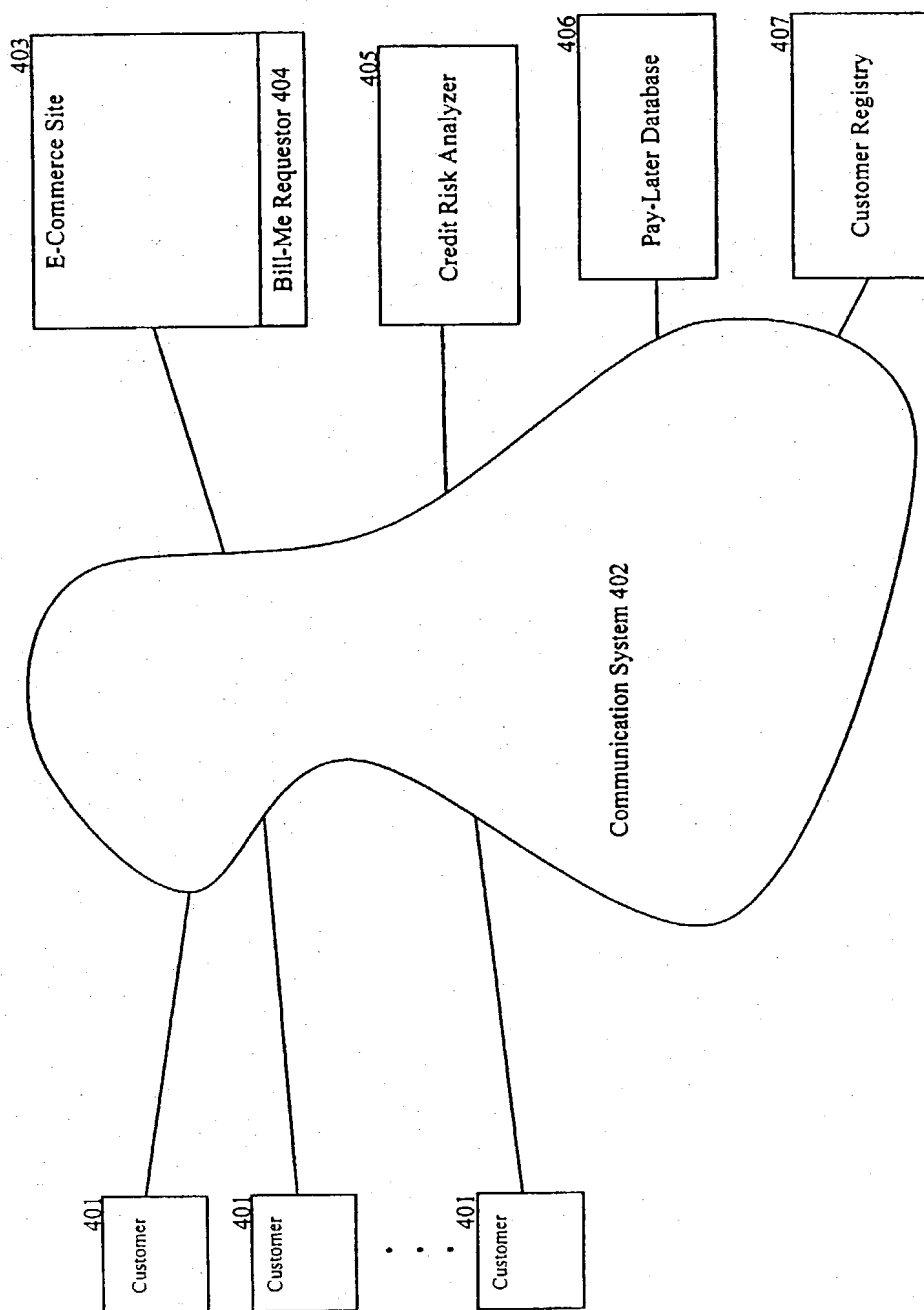 403
E-Commerce Site
Bill-Me Requestor 404
405
Credit Risk Analyzer
406
Pay-Later Database
407
Customer Registry
Communication System 402
401
Customer
401
Customer
. . .
401
Customer